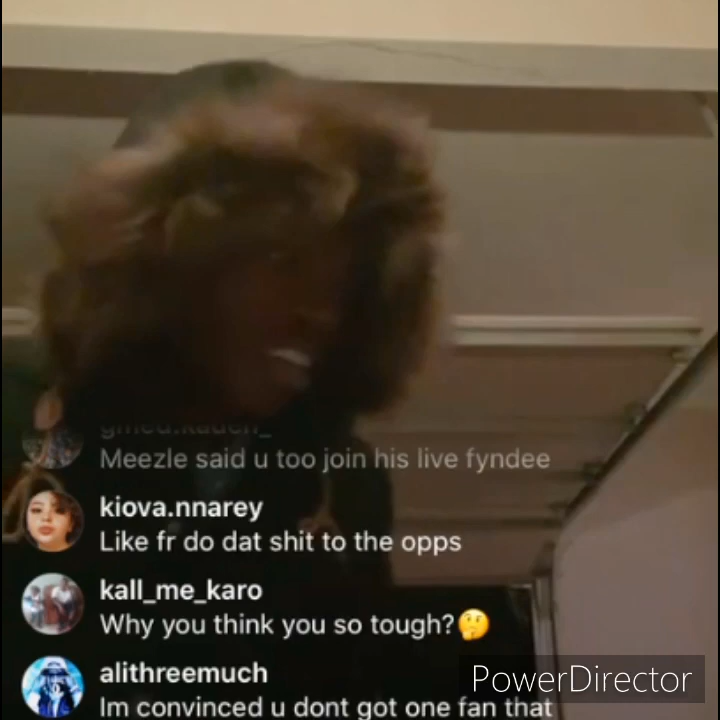 Meezle said u too join his live fyndee
kiova.nnarey
Like fr do dat shit to the opps
kall_me_karo
Why you think you so tough?🤔
alithreemuch
PowerDirector
Im convinced u dont got one fan that